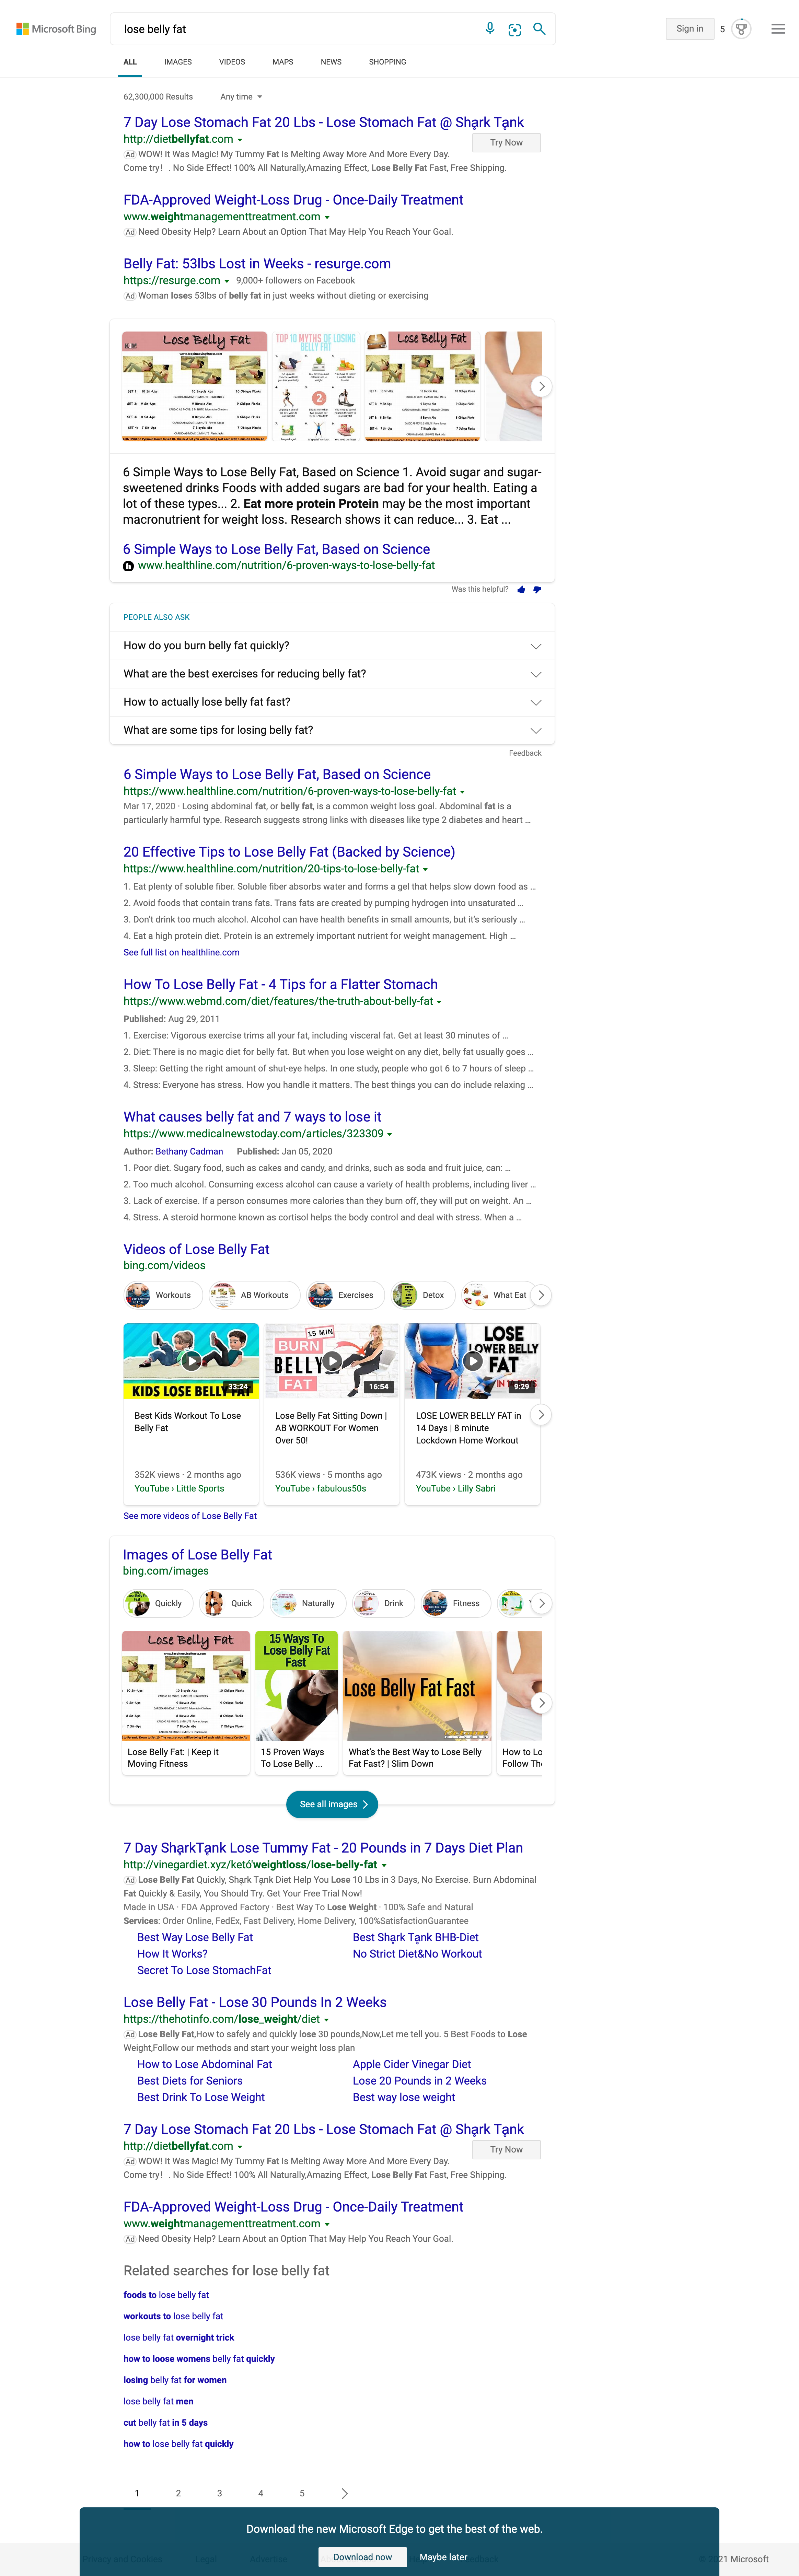 Microsoft Bing
lose belly fat
Sign in
5
ALL IMAGES VIDEOS MAPS NEWS SHOPPING
62,300,000 Results Any time
7 Day Lose Stomach Fat 20 Lbs - Lose Stomach Fat @ Shạrk Tạnk
http://dietbellyfat.com
Try Now
Ad WOW! It Was Magic! My Tummy Fat Is Melting Away More And More Every Day.
Come try！. No Side Effect! 100% All Naturally,Amazing Effect, Lose Belly Fat Fast, Free Shipping.
FDA-Approved Weight-Loss Drug - Once-Daily Treatment
www.weightmanagementtreatment.com
Ad Need Obesity Help? Learn About an Option That May Help You Reach Your Goal.
Belly Fat: 53lbs Lost in Weeks - resurge.com
https://resurge.com 9,000+ followers on Facebook
Ad Woman loses 53lbs of belly fat in just weeks without dieting or exercising
Lose Belly Fat
TOP 10 MYTHS OF LOSING
BELLY FAT
2
Lose Belly Fat
6 Simple Ways to Lose Belly Fat, Based on Science 1. Avoid sugar and sugar-
sweetened drinks Foods with added sugars are bad for your health. Eating a
lot of these types... 2. Eat more protein Protein may be the most important
macronutrient for weight loss. Research shows it can reduce... 3. Eat ...
6 Simple Ways to Lose Belly Fat, Based on Science
www.healthline.com/nutrition/6-proven-ways-to-lose-belly-fat
Was this helpful?
PEOPLE ALSO ASK
How do you burn belly fat quickly?
What are the best exercises for reducing belly fat?
How to actually lose belly fat fast?
What are some tips for losing belly fat?
Feedback
6 Simple Ways to Lose Belly Fat, Based on Science
https://www.healthline.com/nutrition/6-proven-ways-to-lose-belly-fat
Mar 17, 2020 · Losing abdominal fat, or belly fat, is a common weight loss goal. Abdominal fat is a
particularly harmful type. Research suggests strong links with diseases like type 2 diabetes and heart ...
20 Effective Tips to Lose Belly Fat (Backed by Science)
https://www.healthline.com/nutrition/20-tips-to-lose-belly-fat
1. Eat plenty of soluble fiber. Soluble fiber absorbs water and forms a gel that helps slow down food as ...
2. Avoid foods that contain trans fats. Trans fats are created by pumping hydrogen into unsaturated ...
3. Don't drink too much alcohol. Alcohol can have health benefits in small amounts, but it's seriously ...
4. Eat a high protein diet. Protein is an extremely important nutrient for weight management. High ...
See full list on healthline.com
How To Lose Belly Fat - 4 Tips for a Flatter Stomach
https://www.webmd.com/diet/features/the-truth-about-belly-fat
Published: Aug 29, 2011
1. Exercise: Vigorous exercise trims all your fat, including visceral fat. Get at least 30 minutes of ...
2. Diet: There is no magic diet for belly fat. But when you lose weight on any diet, belly fat usually goes ...
3. Sleep: Getting the right amount of shut-eye helps. In one study, people who got 6 to 7 hours of sleep ...
4. Stress: Everyone has stress. How you handle it matters. The best things you can do include relaxing ...
What causes belly fat and 7 ways to lose it
https://www.medicalnewstoday.com/articles/323309
Author: Bethany Cadman Published: Jan 05, 2020
1. Poor diet. Sugary food, such as cakes and candy, and drinks, such as soda and fruit juice, can: ...
2. Too much alcohol. Consuming excess alcohol can cause a variety of health problems, including liver ...
3. Lack of exercise. If a person consumes more calories than they burn off, they will put on weight. An ...
4. Stress. A steroid hormone known as cortisol helps the body control and deal with stress. When a ...
Videos of Lose Belly Fat
bing.com/videos
Workouts AB Workouts Exercises Detox What Eat
KIDS LOSE BELLY FAT
33:24
15 MIN
BURN
BELLY
FAT
16:54
LOSE
LOWER BELLY
FAT
9:29
Best Kids Workout To Lose
Belly Fat
352K views · 2 months ago
YouTube › Little Sports
Lose Belly Fat Sitting Down |
AB WORKOUT For Women
Over 50!
536K views · 5 months ago
YouTube › fabulous50s
LOSE LOWER BELLY FAT in
14 Days | 8 minute
Lockdown Home Workout
473K views · 2 months ago
YouTube › Lilly Sabri
See more videos of Lose Belly Fat
Images of Lose Belly Fat
bing.com/images
Quickly Quick Naturally Drink Fitness
Lose Belly Fat
15 Ways To
Lose Belly Fat
Fast
Lose Belly Fat Fast
Lose Belly Fat: | Keep it
Moving Fitness
15 Proven Ways
To Lose Belly ...
What's the Best Way to Lose Belly
Fat Fast? | Slim Down
How to Lo
Follow The
See all images
7 Day ShạrkTạnk Lose Tummy Fat - 20 Pounds in 7 Days Diet Plan
http://vinegardiet.xyz/ketó'weightloss/lose-belly-fat
Ad Lose Belly Fat Quickly, Shạrk Tạnk Diet Help You Lose 10 Lbs in 3 Days, No Exercise. Burn Abdominal
Fat Quickly & Easily, You Should Try. Get Your Free Trial Now!
Made in USA · FDA Approved Factory · Best Way To Lose Weight · 100% Safe and Natural
Services: Order Online, FedEx, Fast Delivery, Home Delivery, 100%SatisfactionGuarantee
Best Way Lose Belly Fat
Best Shạrk Tạnk BHB-Diet
How It Works?
No Strict Diet&No Workout
Secret To Lose StomachFat
Lose Belly Fat - Lose 30 Pounds In 2 Weeks
https://thehotinfo.com/lose_weight/diet
Ad Lose Belly Fat,How to safely and quickly lose 30 pounds,Now,Let me tell you. 5 Best Foods to Lose
Weight,Follow our methods and start your weight loss plan
How to Lose Abdominal Fat
Apple Cider Vinegar Diet
Best Diets for Seniors
Lose 20 Pounds in 2 Weeks
Best Drink To Lose Weight
Best way lose weight
7 Day Lose Stomach Fat 20 Lbs - Lose Stomach Fat @ Shạrk Tạnk
http://dietbellyfat.com
Try Now
Ad WOW! It Was Magic! My Tummy Fat Is Melting Away More And More Every Day.
Come try！. No Side Effect! 100% All Naturally,Amazing Effect, Lose Belly Fat Fast, Free Shipping.
FDA-Approved Weight-Loss Drug - Once-Daily Treatment
www.weightmanagementtreatment.com
Ad Need Obesity Help? Learn About an Option That May Help You Reach Your Goal.
Related searches for lose belly fat
foods to lose belly fat
workouts to lose belly fat
lose belly fat overnight trick
how to loose womens belly fat quickly
losing belly fat for women
lose belly fat men
cut belly fat in 5 days
how to lose belly fat quickly
1 2 3 4 5
Download the new Microsoft Edge to get the best of the web.
Download now Maybe later
21 Microsoft